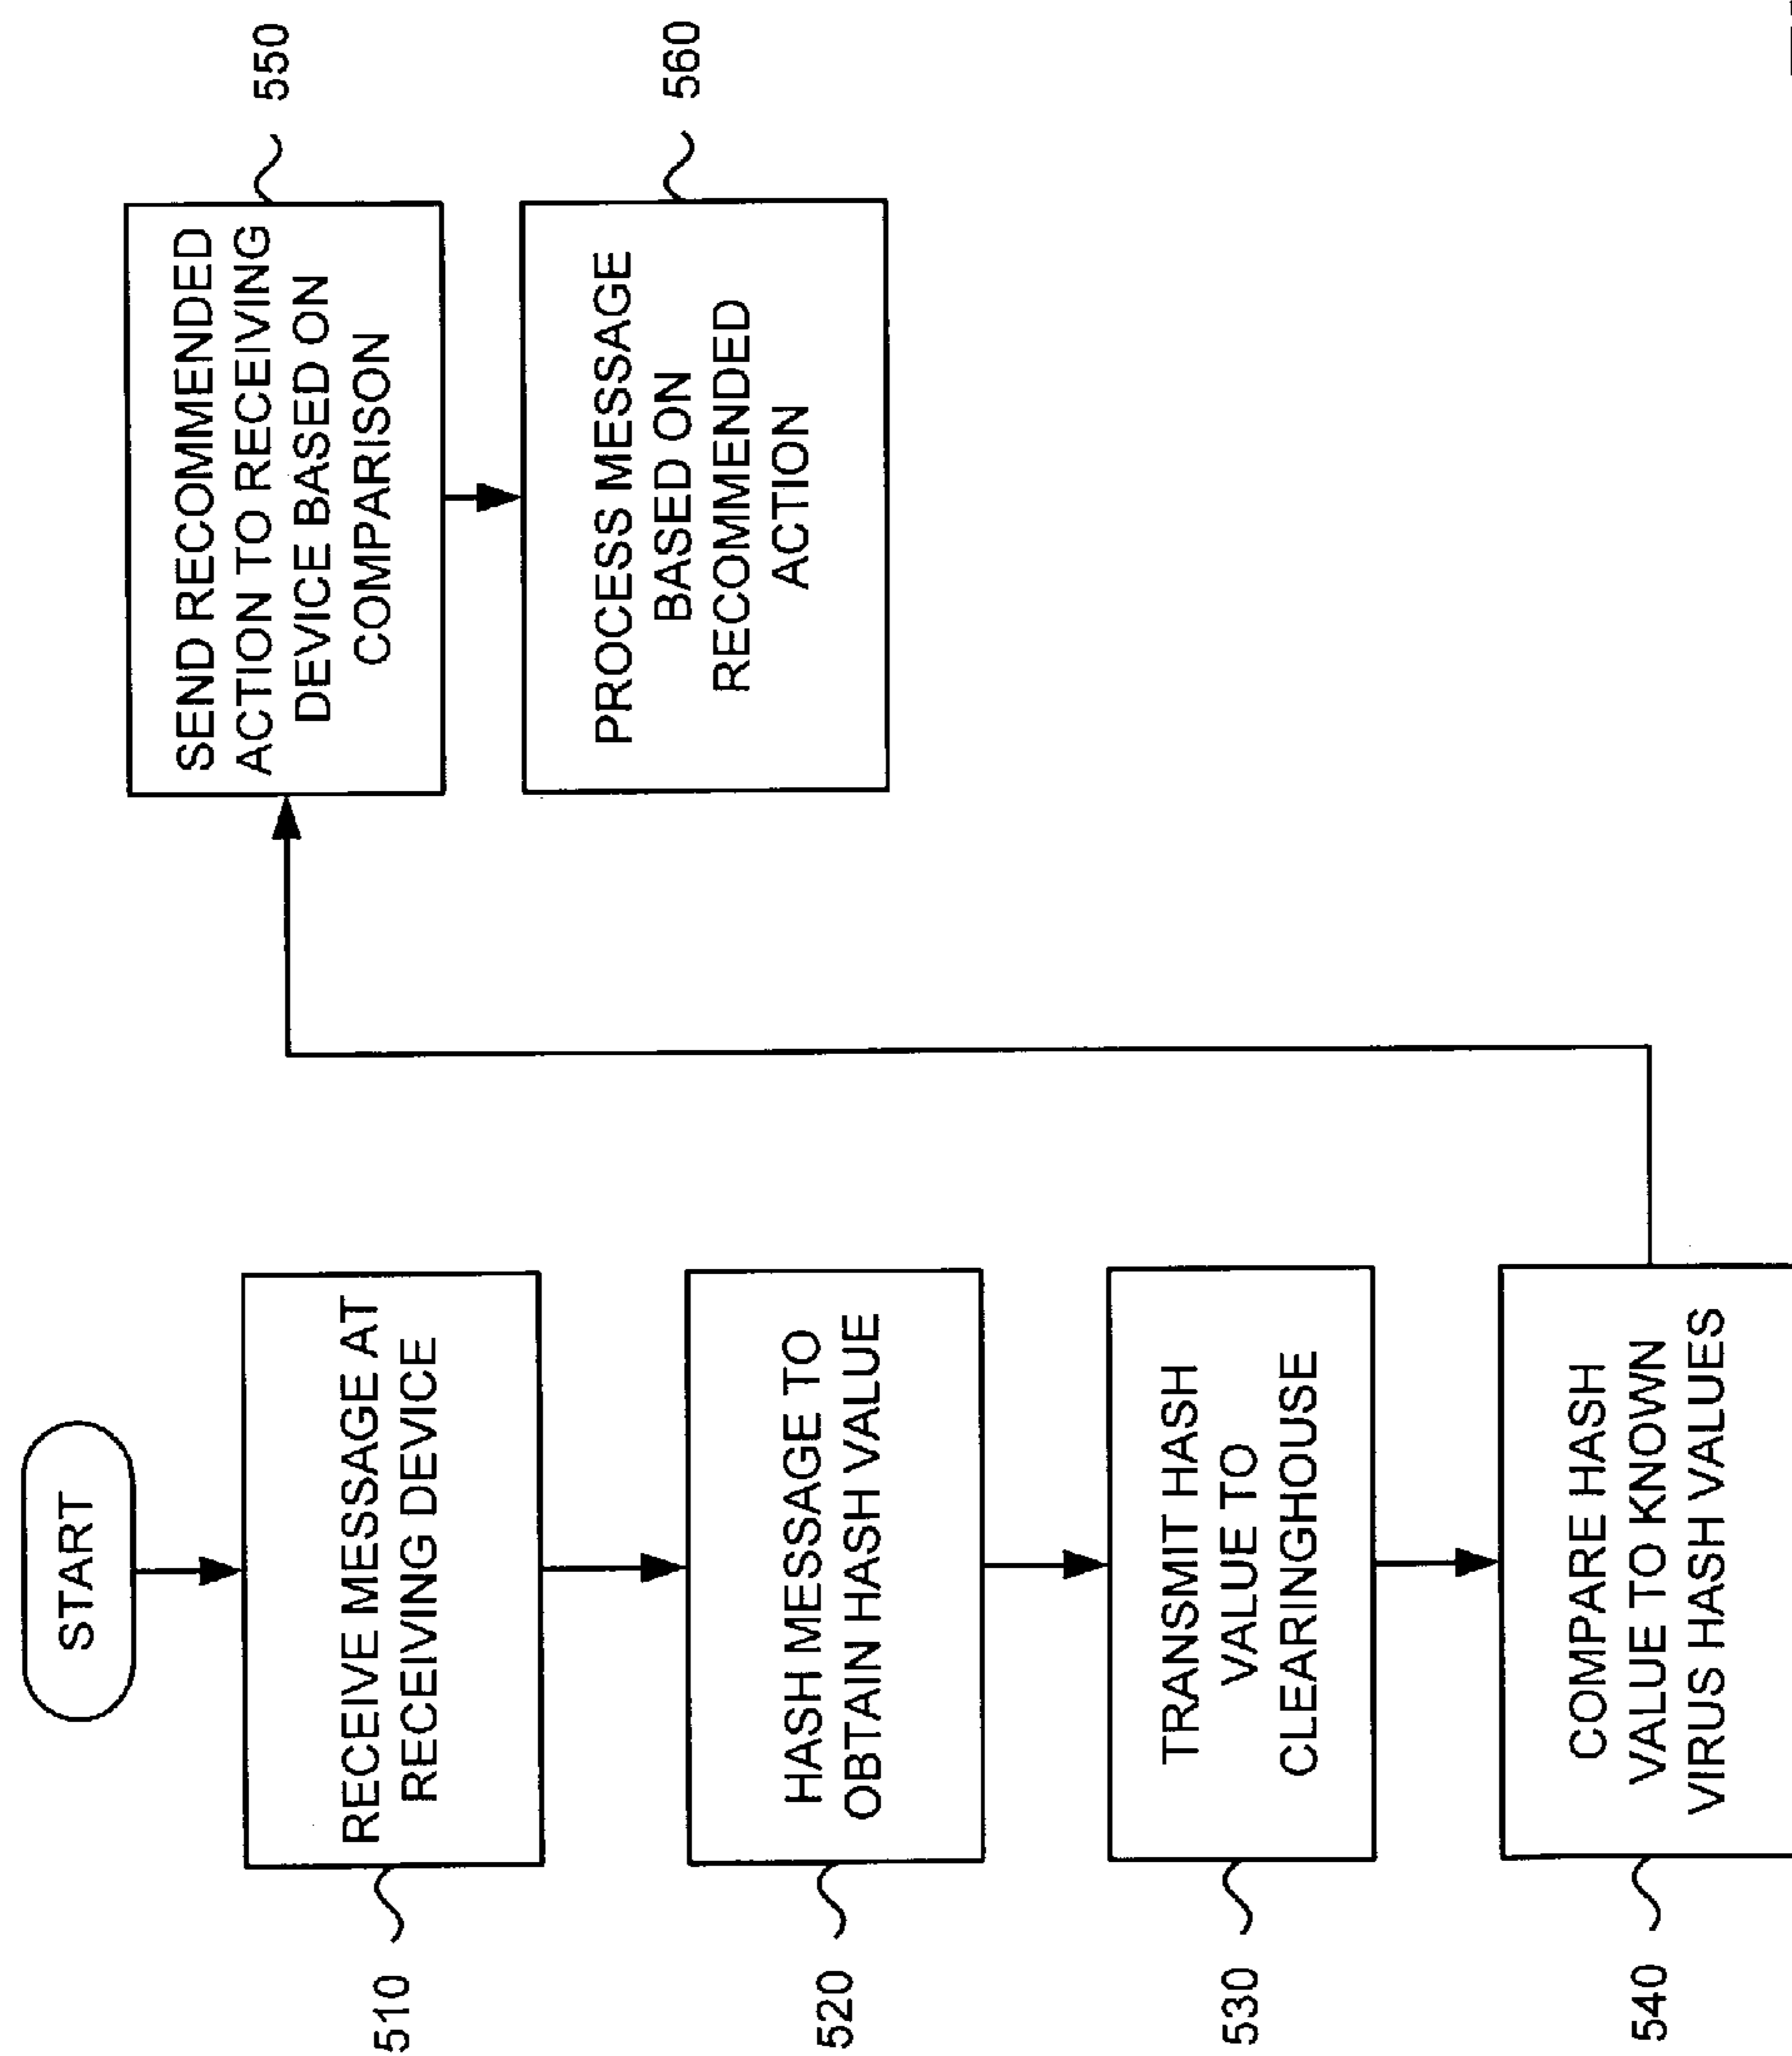 START
510
RECEIVE MESSAGE AT
RECEIVING DEVICE
520
HASH MESSAGE TO
OBTAIN HASH VALUE
530
TRANSMIT HASH
VALUE TO
CLEARINGHOUSE
540
COMPARE HASH
VALUE TO KNOWN
VIRUS HASH VALUES
SEND RECOMMENDED
ACTION TO RECEIVING
DEVICE BASED ON
COMPARISON
550
PROCESS MESSAGE
BASED ON
RECOMMENDED
ACTION
560